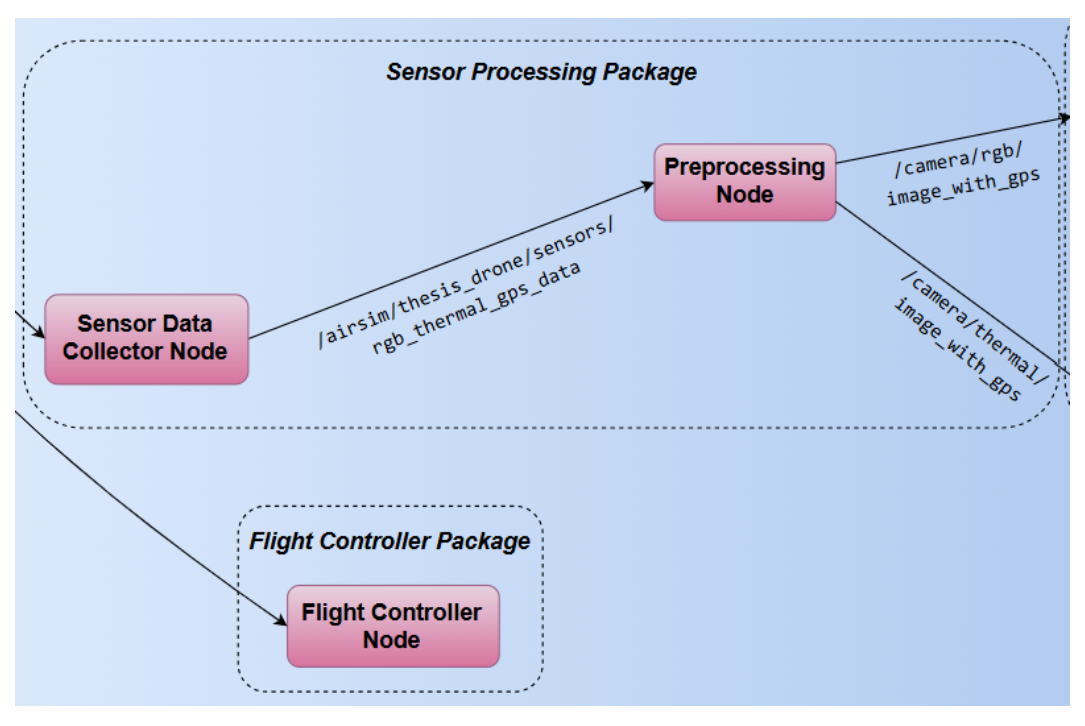 Sensor Processing Package
Preprocessing
Node
/camera/rgb/
image_with_gps
/airsim/thesis_drone/sensors/
rgb_thermal_gps_data
/camera/thermal/
image_with_gps
Sensor Data
Collector Node
Flight Controller Package
Flight Controller
Node